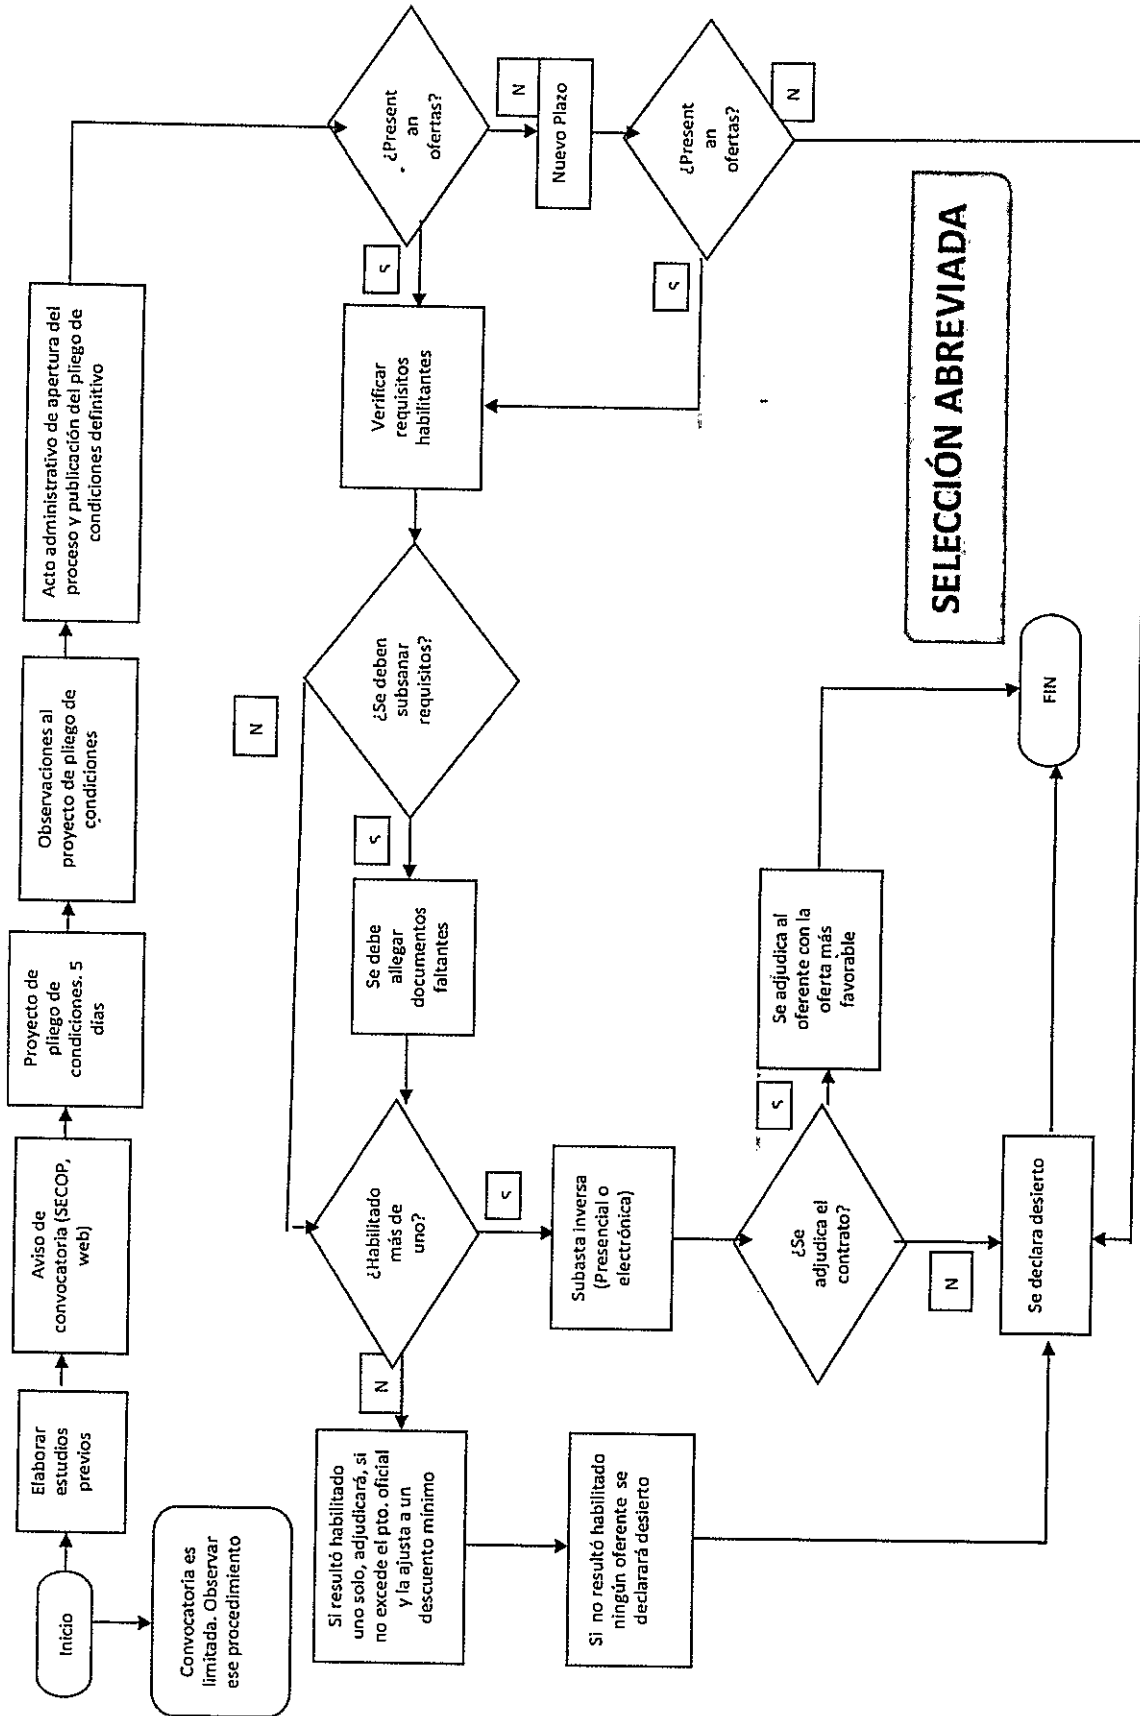 Inicio
Elaborar
estudios
previos
Aviso de
convocatoria (SECOP,
web)
Proyecto de
pliego de
condiciones. 5
días
Observaciones al
proyecto de pliego de
condiciones
Acto administrativo de apertura del
proceso y publicación del pliego de
condiciones definitivo
Convocatoria es
limitada. Observar
ese procedimiento
¿Present
an
ofertas?
N
Nuevo Plazo
¿Present
an
ofertas?
N
S
S
Verificar
requisitos
habilitantes
¿Se deben
subsanar
requisitos?
N
S
Se debe
allegar
documentos
faltantes
¿Habilitado
más de
uno?
N
S
Si resultó habilitado
uno solo, adjudicará, si
no excede el pto. oficial
y la ajusta a un
descuento mínimo
Si no resultó habilitado
ningún oferente se
declarará desierto
Subasta inversa
(Presencial o
electrónica)
¿Se
adjudica el
contrato?
S
N
Se adjudica al
oferente con la
oferta más
favorable
Se declara desierto
FIN
SELECCIÓN ABREVIADA